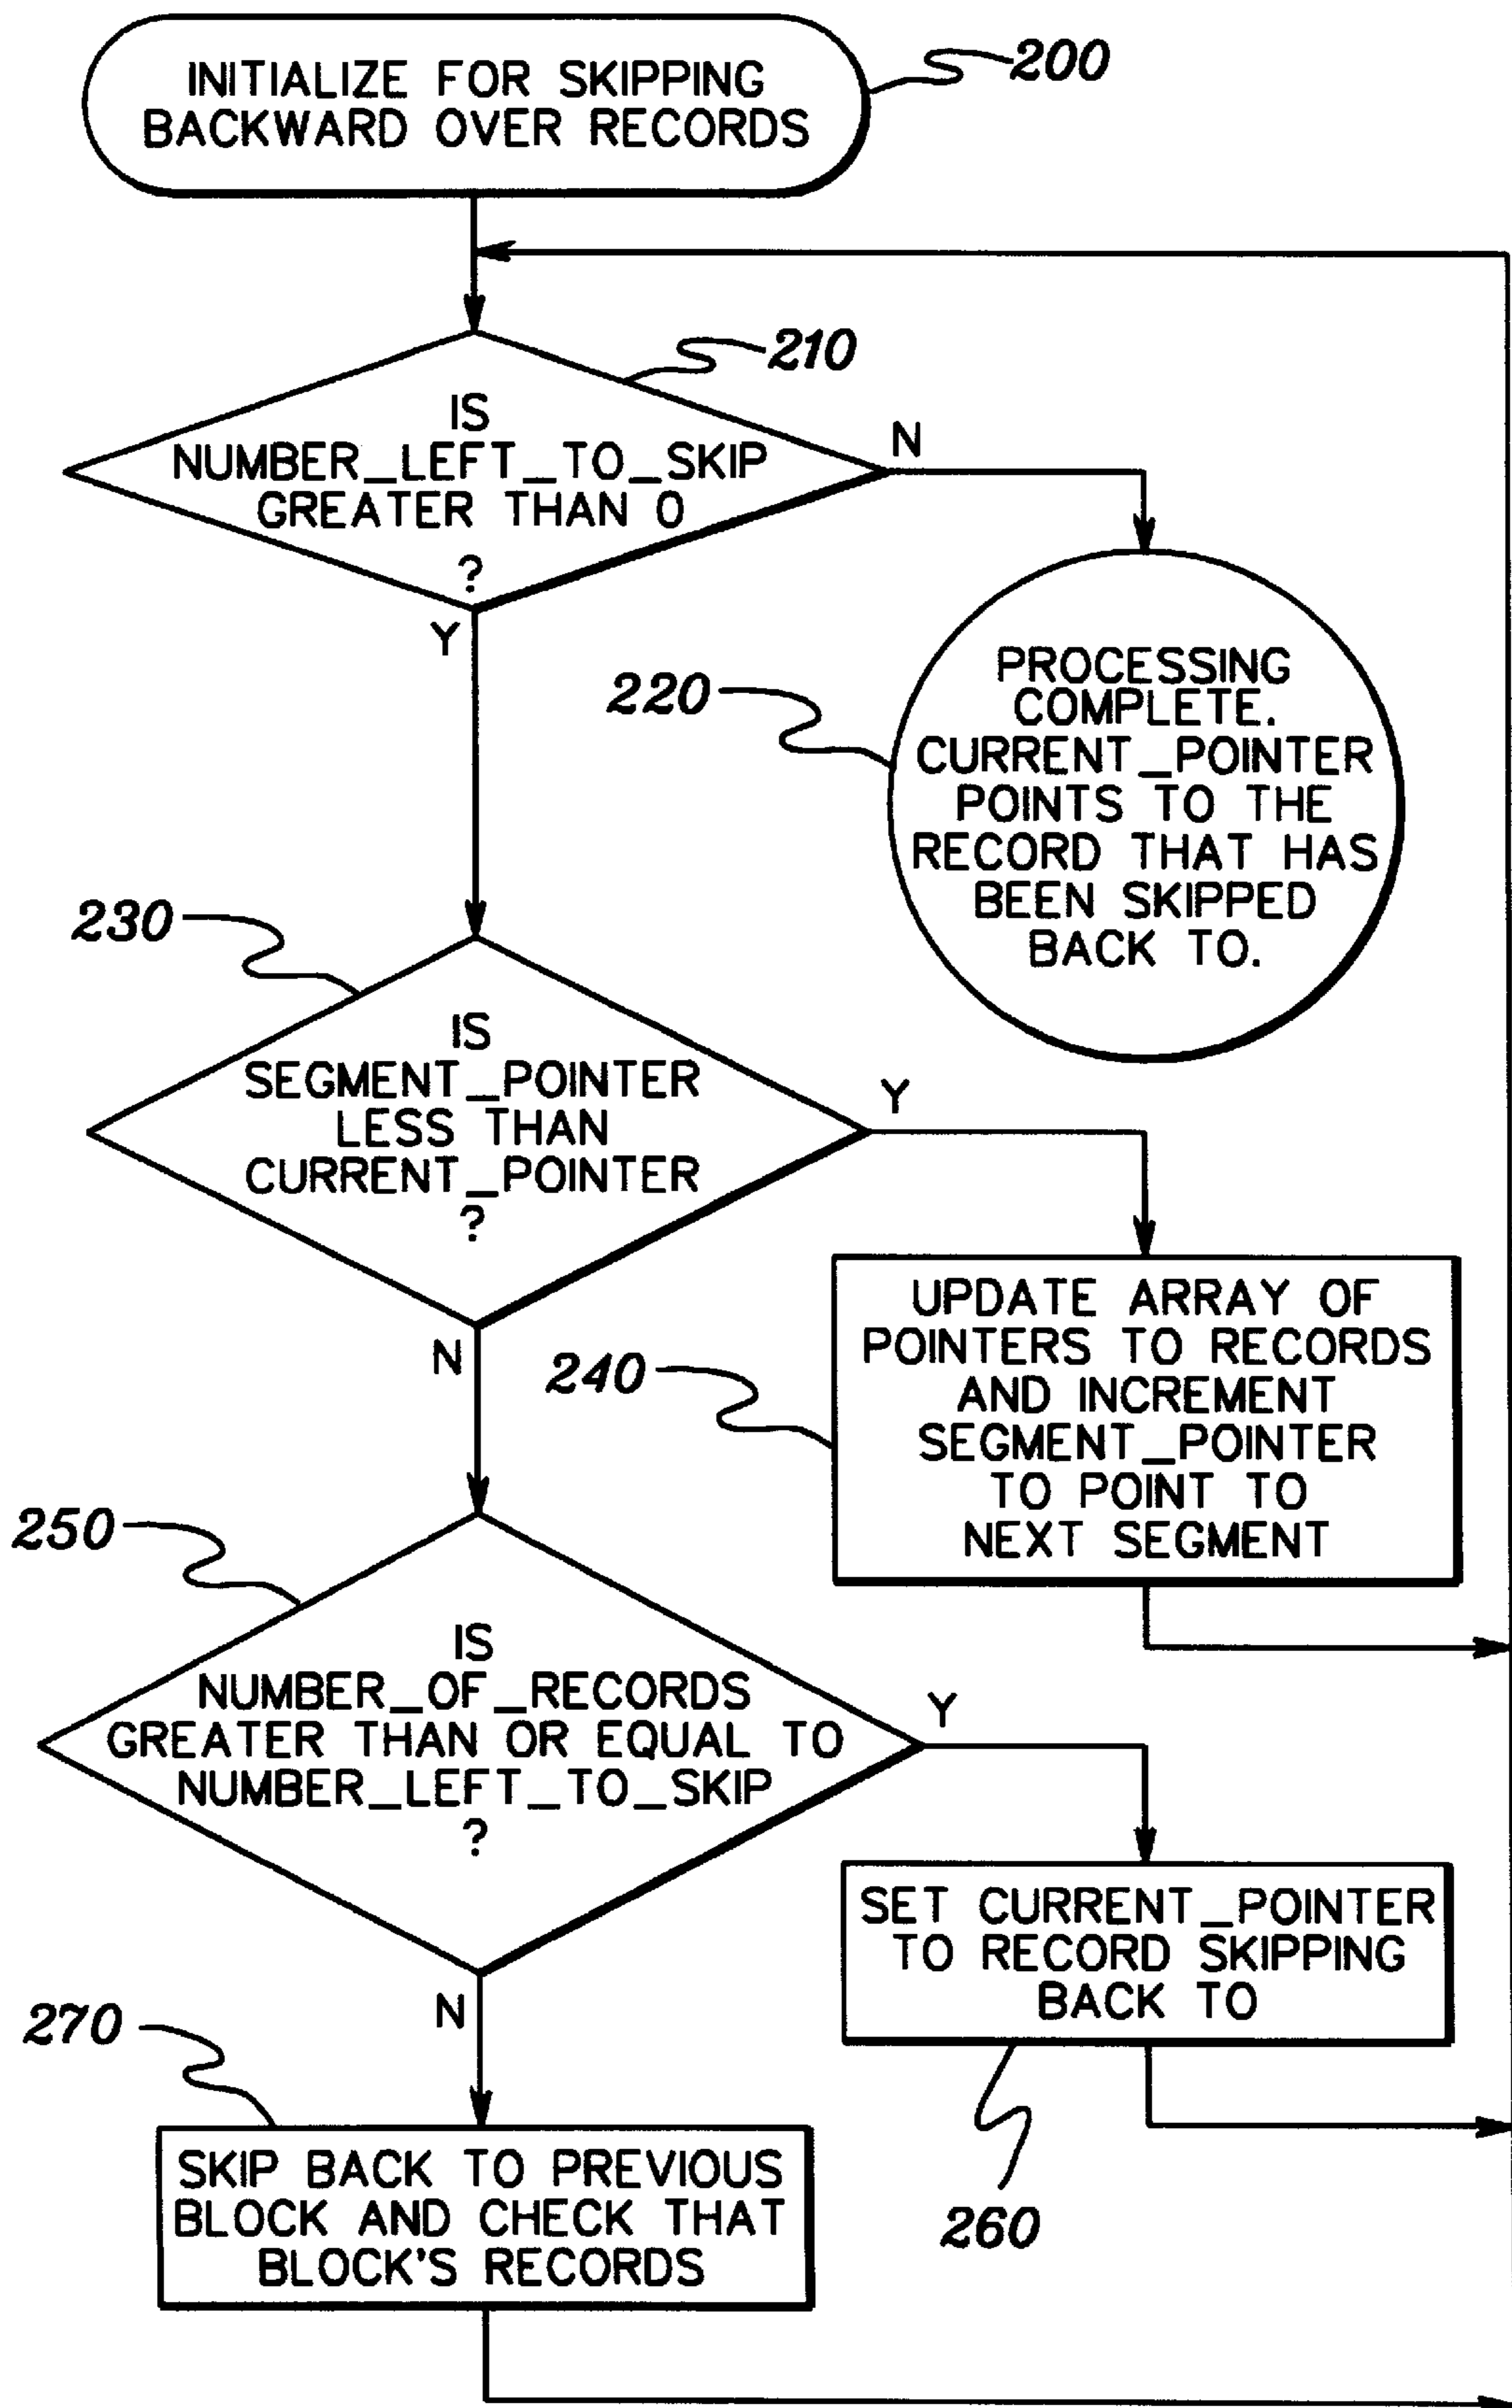 INITIALIZE FOR SKIPPING
BACKWARD OVER RECORDS
200
IS
NUMBER_LEFT_TO_SKIP
GREATER THAN 0
?
210
N
Y
PROCESSING
COMPLETE.
CURRENT_POINTER
POINTS TO THE
RECORD THAT HAS
BEEN SKIPPED
BACK TO.
220
230
IS
SEGMENT_POINTER
LESS THAN
CURRENT_POINTER
?
Y
N
UPDATE ARRAY OF
POINTERS TO RECORDS
AND INCREMENT
SEGMENT_POINTER
TO POINT TO
NEXT SEGMENT
240
250
IS
NUMBER_OF_RECORDS
GREATER THAN OR EQUAL TO
NUMBER_LEFT_TO_SKIP
?
Y
N
SET CURRENT_POINTER
TO RECORD SKIPPING
BACK TO
260
270
SKIP BACK TO PREVIOUS
BLOCK AND CHECK THAT
BLOCK'S RECORDS